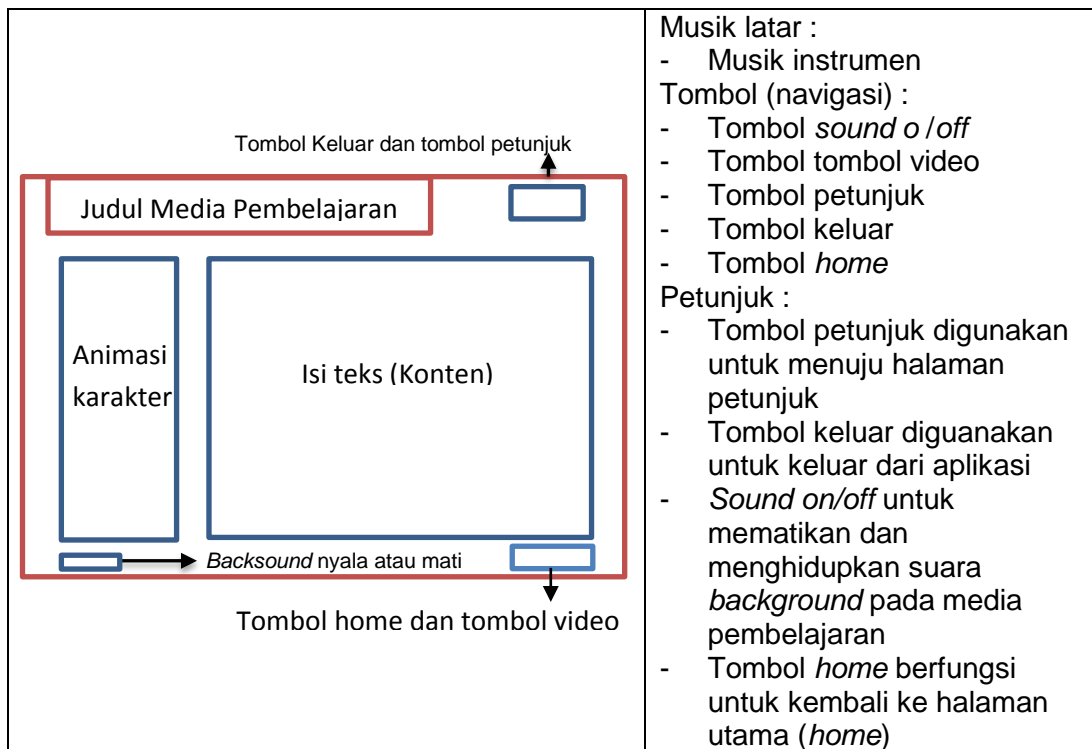 Tombol Keluar dan tombol petunjuk
Judul Media Pembelajaran
Animasi
karakter
Isi teks (Konten)
Backsound nyala atau mati
Tombol home dan tombol video
Musik latar :
- Musik instrumen
Tombol (navigasi) :
- Tombol sound o /off
- Tombol tombol video
- Tombol petunjuk
- Tombol keluar
- Tombol home
Petunjuk :
- Tombol petunjuk digunakan
untuk menuju halaman
petunjuk
- Tombol keluar diguanakan
untuk keluar dari aplikasi
- Sound on/off untuk
mematikan dan
menghidupkan suara
background pada media
pembelajaran
- Tombol home berfungsi
untuk kembali ke halaman
utama (home)